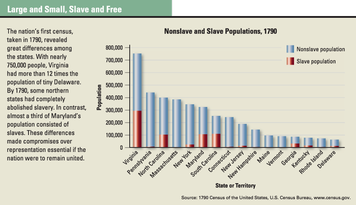 Large and Small, Slave and Free
The nation's first census,
taken in 1790, revealed
great differences among
the states. With nearly
750,000 people, Virginia
had more than 12 times the
population of tiny Delaware.
By 1790, some northern
states had completely
abolished slavery. In contrast,
almost a third of Maryland's
population consisted of
slaves. These differences
made compromises over
representation essential if the
nation were to remain united.
Nonslave and Slave Populations, 1790
Nonslave population
Slave population
Population
800,000
700,000
600,000
500,000
400,000
300,000
200,000
100,000
0
Virginia
Pennsylvania
North Carolina
Massachusetts
New York
Maryland
South Carolina
Connecticut
New Jersey
New Hampshire
Maine
Vermont
Georgia
Kentucky
Rhode Island
Delaware
State or Territory
Source: 1790 Census of the United States, U.S. Census Bureau, www.census.gov.